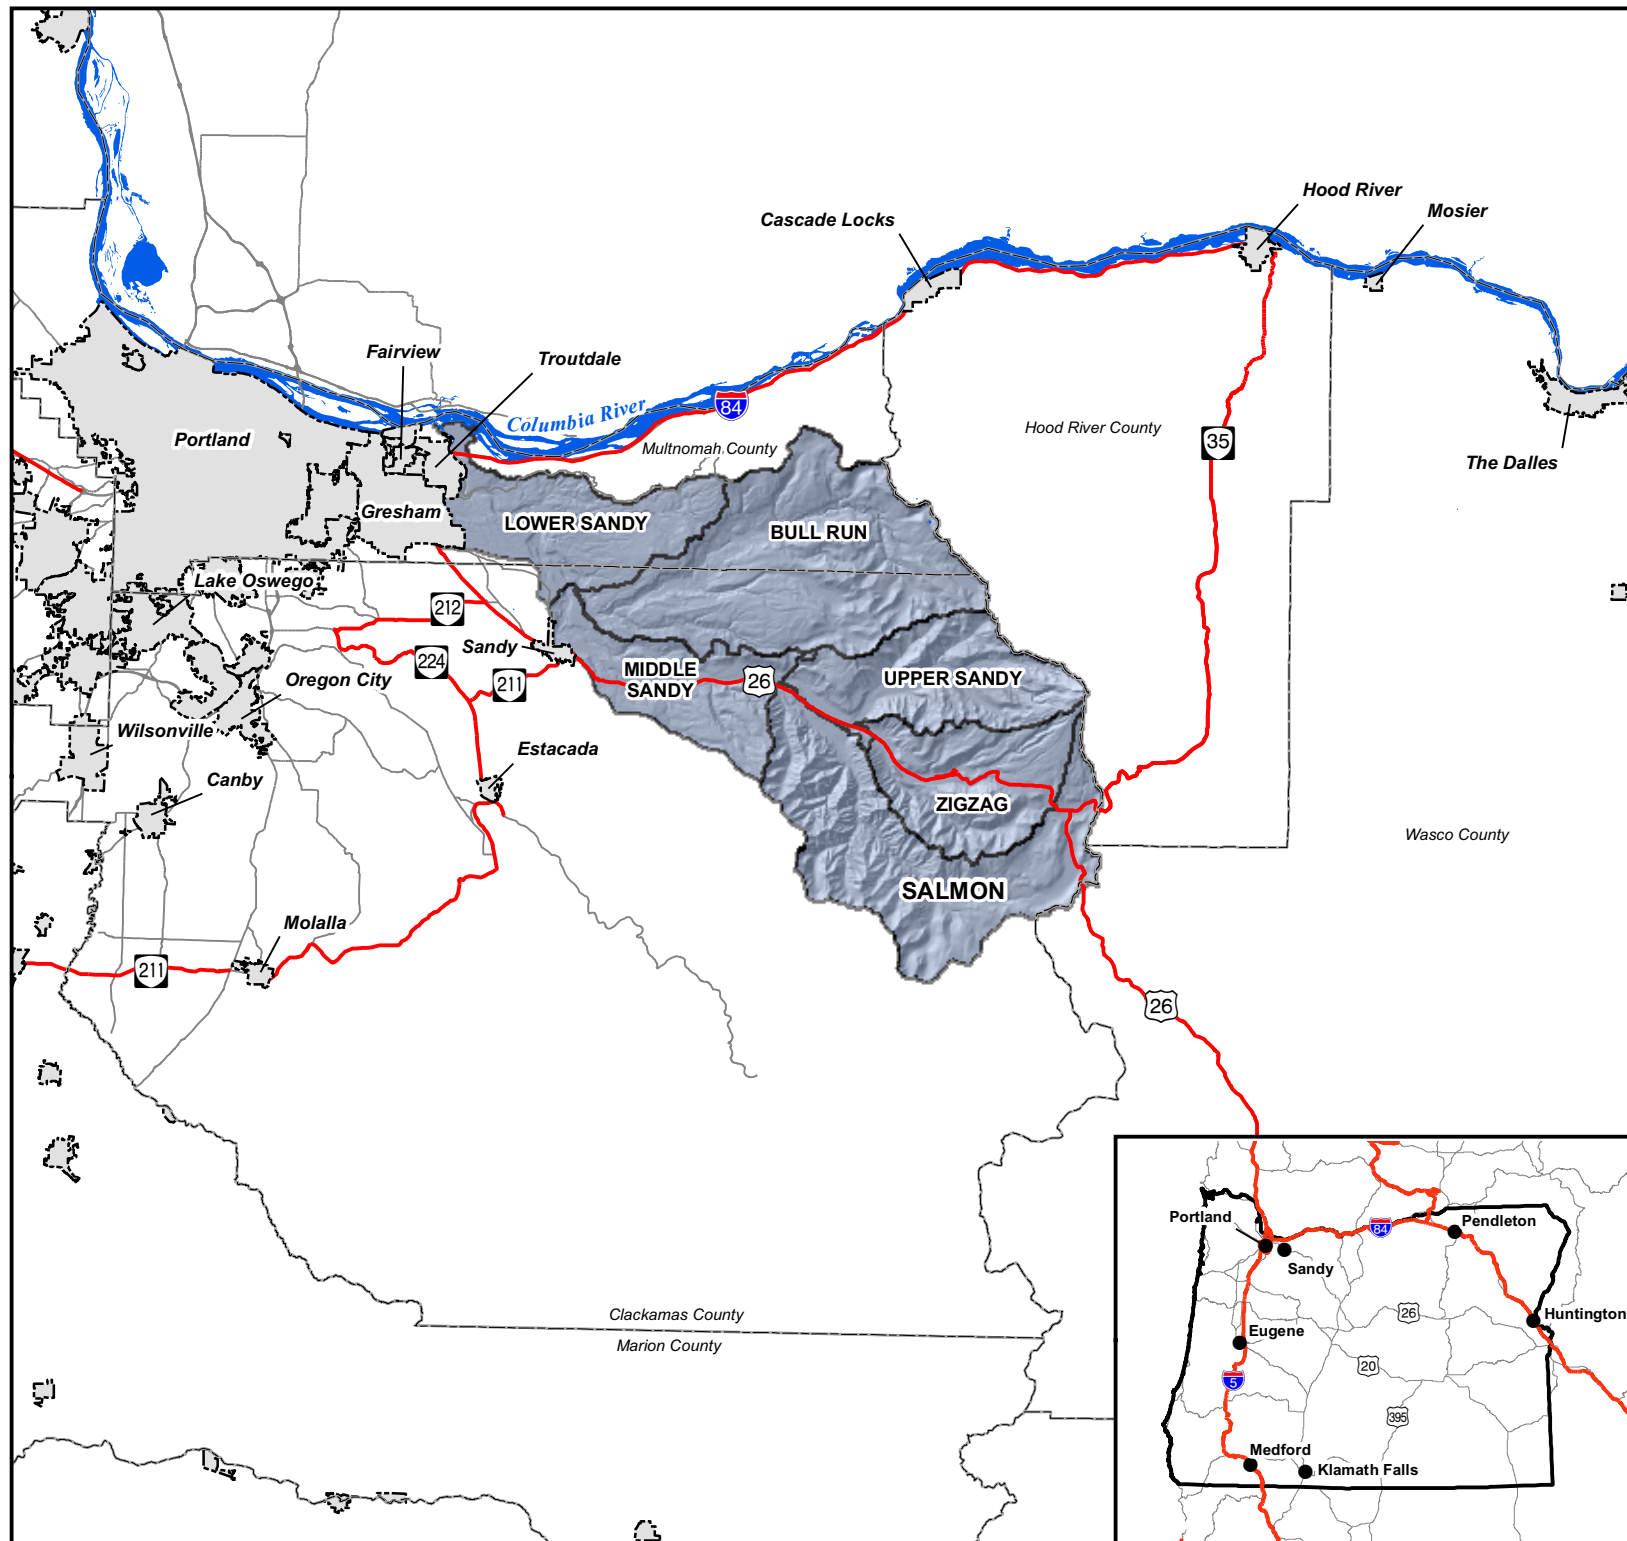 Hood River
Mosier
Cascade Locks
Fairview
Troutdale
Columbia River
84
Portland
Multnomah County
Hood River County
35
The Dalles
Gresham
LOWER SANDY
BULL RUN
Lake Oswego
212
Sandy
224
211
MIDDLE
SANDY
26
UPPER SANDY
Oregon City
Wilsonville
Estacada
Canby
ZIGZAG
Wasco County
SALMON
Molalla
211
26
Clackamas County
Marion County
Portland
84
Pendleton
Sandy
26
Huntington
Eugene
20
5
395
Medford
Klamath Falls